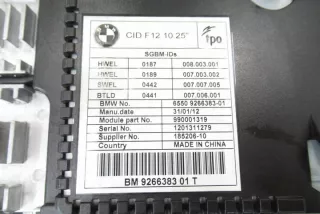 CID F12 10.25"
fpo
SGBM-IDs
HWEL 0187 008.003.001
HWEL 0189 007.003.002
SWFL 0442 007.007.005
BTLD 0441 007.006.001
BMW No. 6550 9266383-01
Manu.date 31/01/12
Module part No. 990001319
Serial No. 1201311279
Supplier No. 185206-10
Country MADE IN CHINA
BM 9266383 01 T